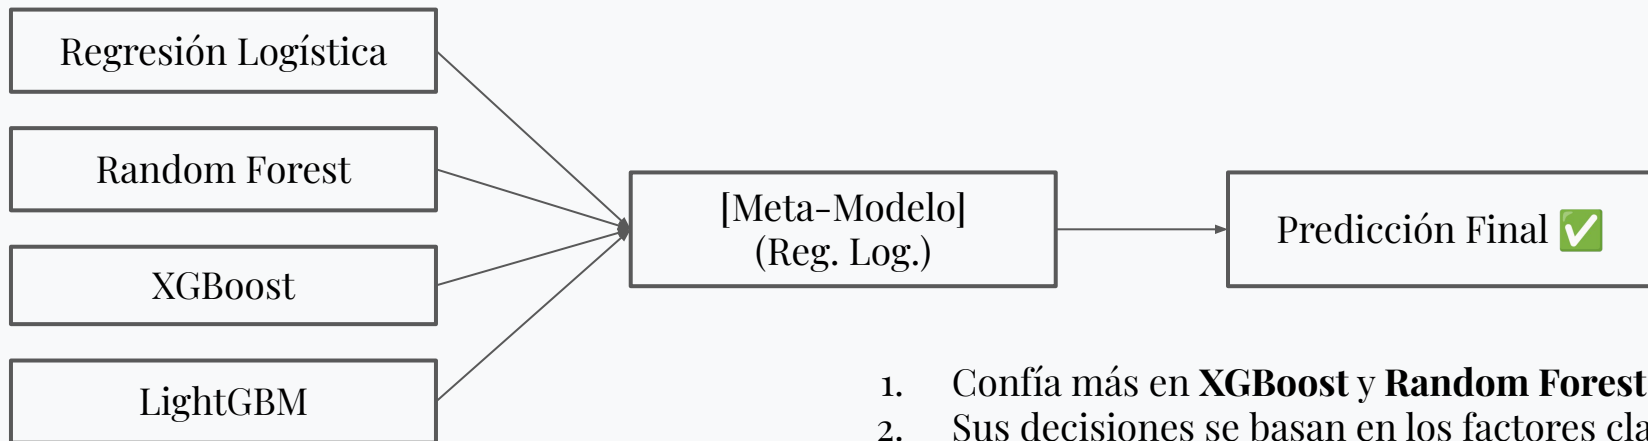 Regresión Logística
Random Forest
XGBoost
LightGBM
[Meta-Modelo]
(Reg. Log.)
Predicción Final ✅
1. Confía más en XGBoost y Random Forest
2. Sus decisiones se basan en los factores